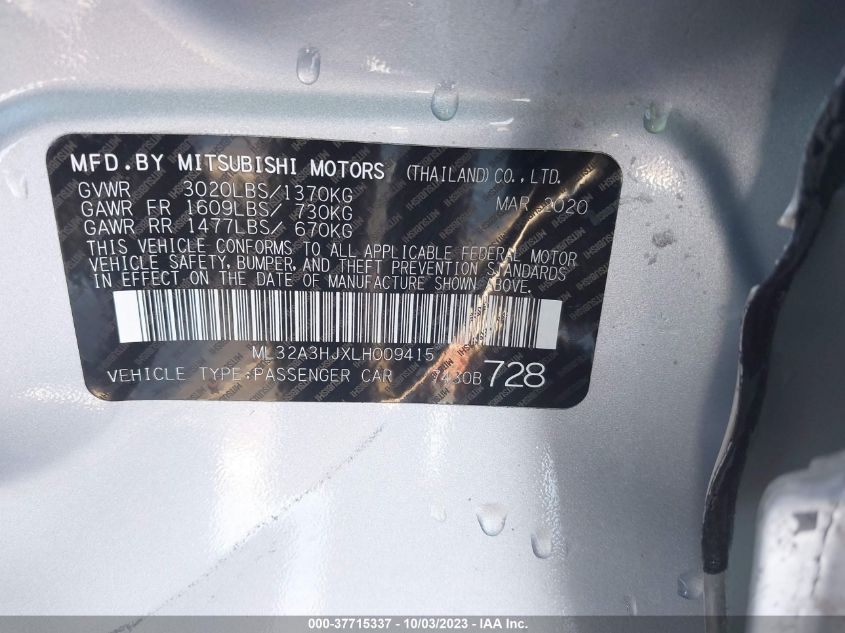 MFD.BY MITSUBISHI MOTORS (THAILAND) CO., LTD.
GVWR 3020LBS/1370KG MAR 2020
GAWR FR 1609LBS/ 730KG
GAWR RR 1477LBS/ 670KG
THIS VEHICLE CONFORMS TO ALL APPLICABLE FEDERAL MOTOR
VEHICLE SAFETY, BUMPER, AND THEFT PREVENTION STANDARDS
IN EFFECT ON THE DATE OF MANUFACTURE SHOWN ABOVE.
ML32A3HJXLH009415
VEHICLE TYPE:PASSENGER CAR 7430B 728
000-37715337 - 10/03/2023 - IAA Inc.